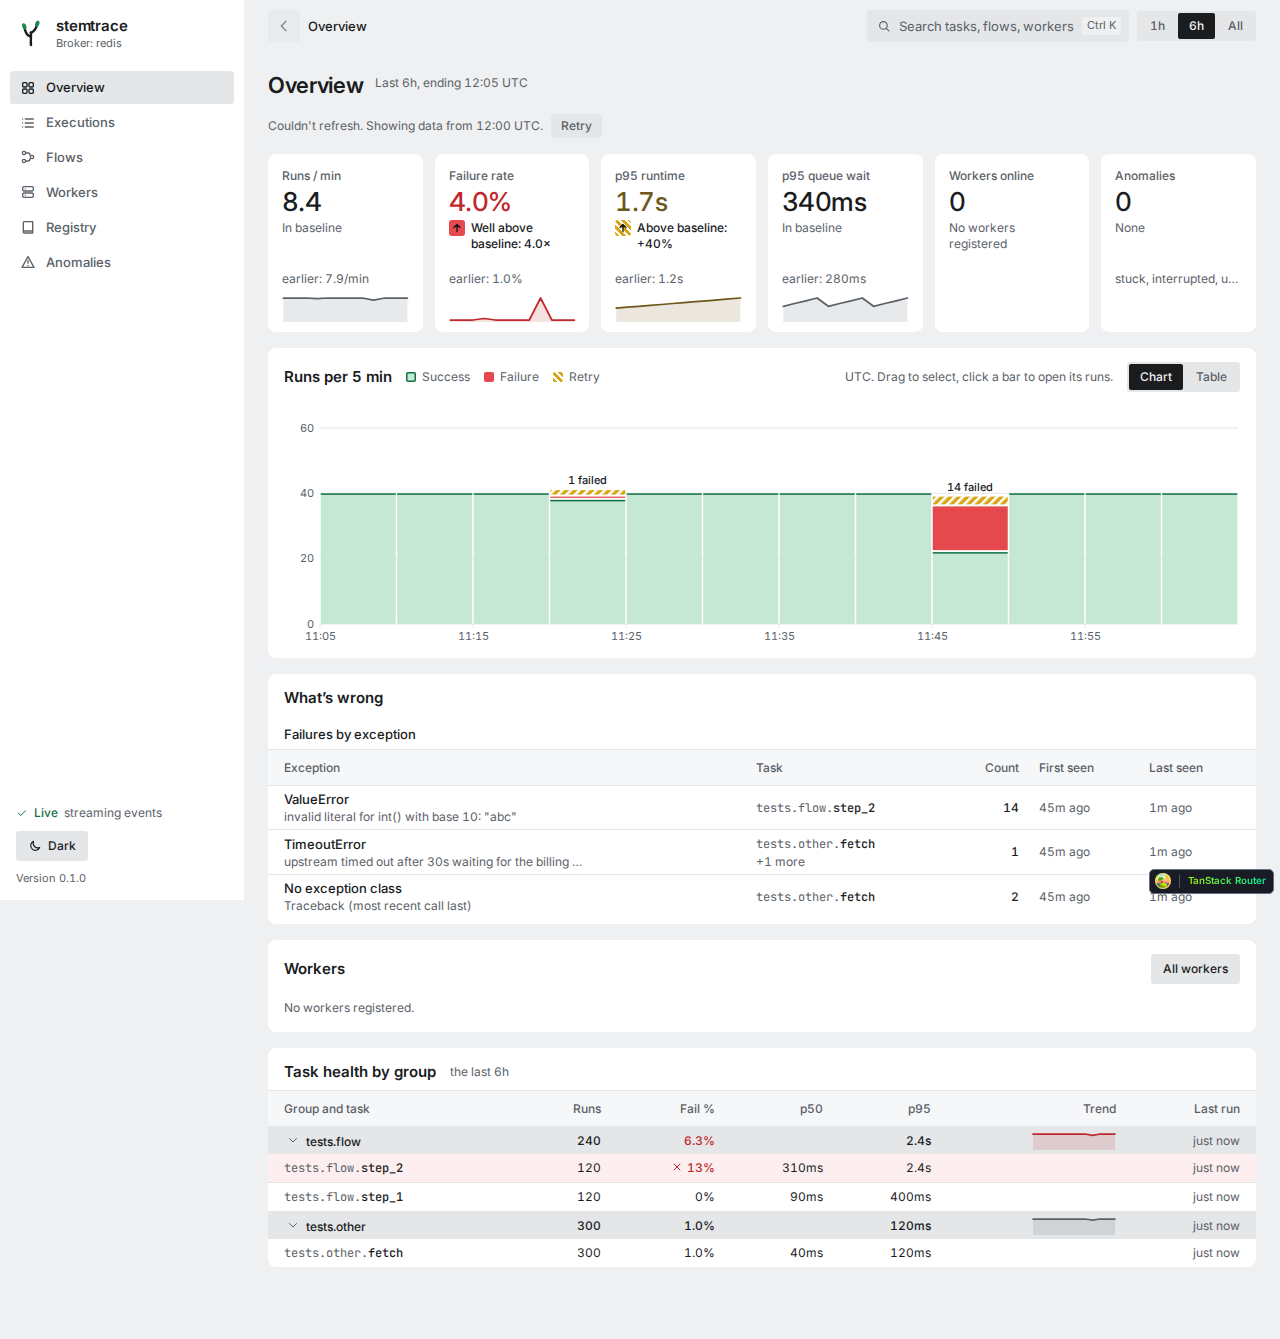 stemtrace
Broker: redis
Overview
Executions
Flows
Workers
Registry
Anomalies
Live streaming events
Dark
Version 0.1.0
Overview
Search tasks, flows, workers Ctrl K
1h 6h All
Overview Last 6h, ending 12:05 UTC
Couldn't refresh. Showing data from 12:00 UTC. Retry
Runs / min
8.4
In baseline
earlier: 7.9/min
Failure rate
4.0%
Well above
baseline: 4.0×
earlier: 1.0%
p95 runtime
1.7s
Above baseline:
+40%
earlier: 1.2s
p95 queue wait
340ms
In baseline
earlier: 280ms
Workers online
0
No workers
registered
Anomalies
0
None
stuck, interrupted, u...
Runs per 5 min Success Failure Retry
UTC. Drag to select, click a bar to open its runs. Chart Table
60
40
20
0
1 failed
14 failed
11:05 11:15 11:25 11:35 11:45 11:55
What's wrong
Failures by exception
Exception Task Count First seen Last seen
ValueError
invalid literal for int() with base 10: "abc"
tests.flow.step_2 14 45m ago 1m ago
TimeoutError
upstream timed out after 30s waiting for the billing ...
tests.other.fetch
+1 more
1 45m ago 1m ago
No exception class
Traceback (most recent call last)
tests.other.fetch 2 45m ago 1m ago
TanStack Router
Workers All workers
No workers registered.
Task health by group the last 6h
Group and task Runs Fail % p50 p95 Trend Last run
tests.flow 240 6.3% 2.4s just now
tests.flow.step_2 120 13% 310ms 2.4s just now
tests.flow.step_1 120 0% 90ms 400ms just now
tests.other 300 1.0% 120ms just now
tests.other.fetch 300 1.0% 40ms 120ms just now